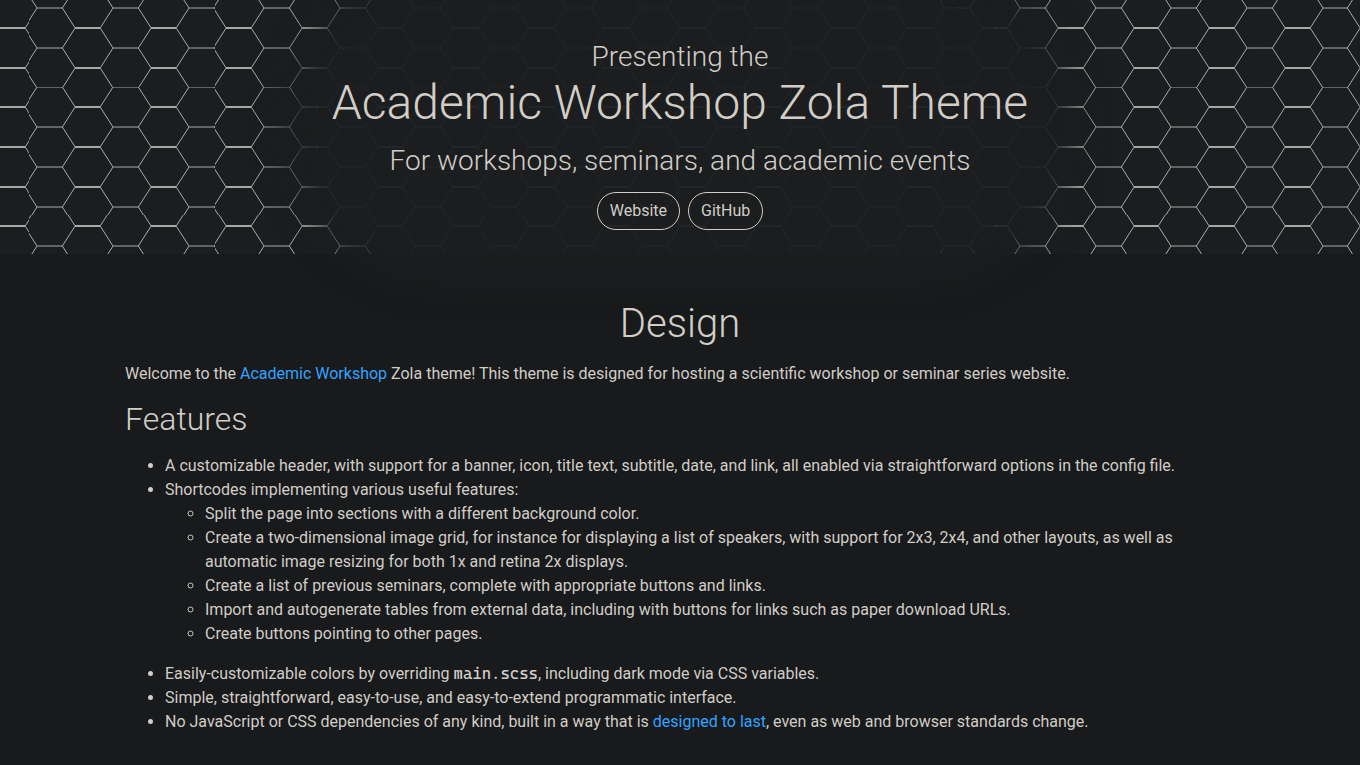 Presenting the
Academic Workshop Zola Theme
For workshops, seminars, and academic events
Website GitHub
Design
Welcome to the Academic Workshop Zola theme! This theme is designed for hosting a scientific workshop or seminar series website.
Features
A customizable header, with support for a banner, icon, title text, subtitle, date, and link, all enabled via straightforward options in the config file.
Shortcodes implementing various useful features:
Split the page into sections with a different background color.
Create a two-dimensional image grid, for instance for displaying a list of speakers, with support for 2x3, 2x4, and other layouts, as well as
automatic image resizing for both 1x and retina 2x displays.
Create a list of previous seminars, complete with appropriate buttons and links.
Import and autogenerate tables from external data, including with buttons for links such as paper download URLs.
Create buttons pointing to other pages.
Easily-customizable colors by overriding main.scss, including dark mode via CSS variables.
Simple, straightforward, easy-to-use, and easy-to-extend programmatic interface.
No JavaScript or CSS dependencies of any kind, built in a way that is designed to last, even as web and browser standards change.